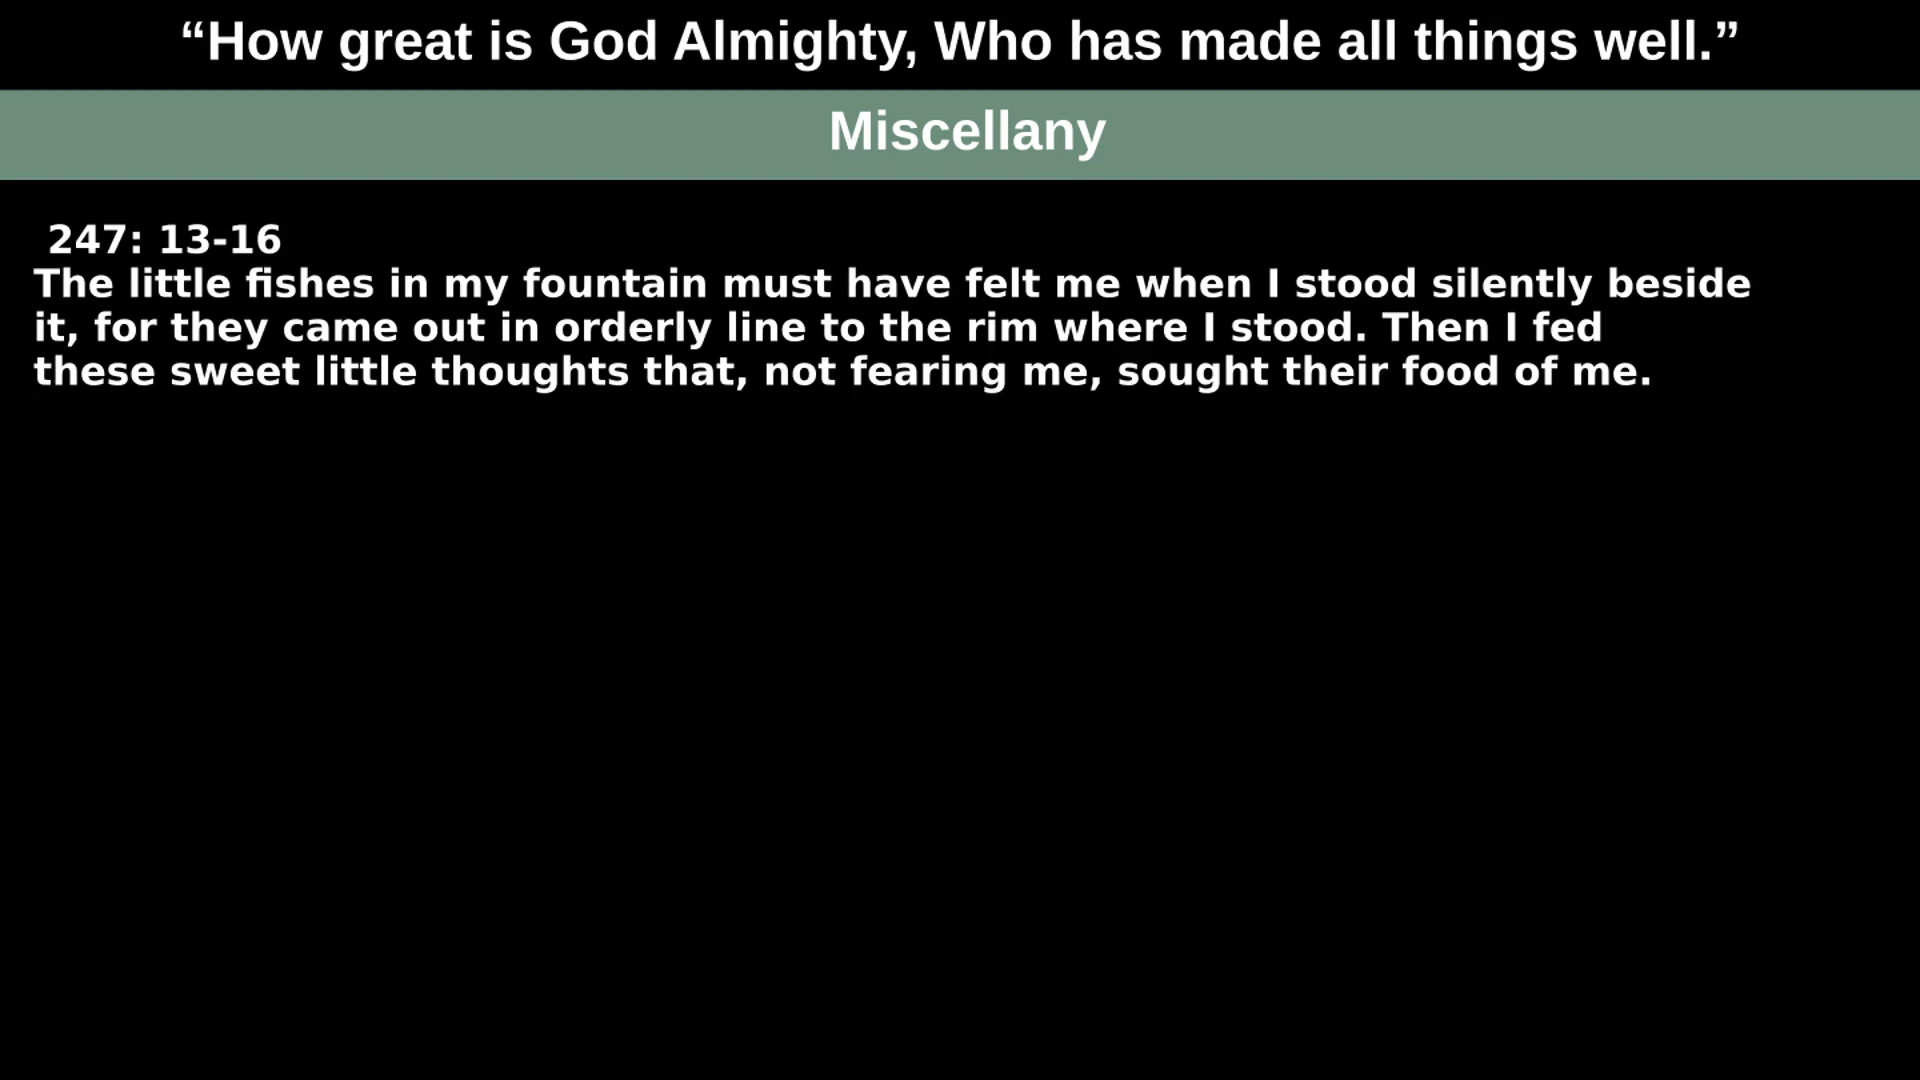 “How great is God Almighty, Who has made all things well.”
Miscellany
247: 13-16
The little fishes in my fountain must have felt me when I stood silently beside
it, for they came out in orderly line to the rim where I stood. Then I fed
these sweet little thoughts that, not fearing me, sought their food of me.